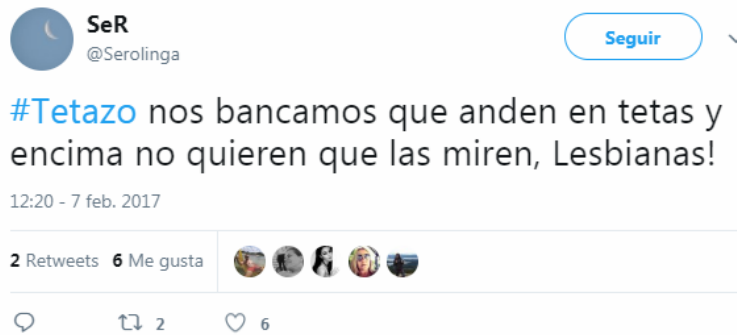 SeR
@Serolinga
Seguir
#Tetazo nos bancamos que anden en tetas y
encima no quieren que las miren, Lesbianas!
12:20 - 7 feb. 2017
2 Retweets 6 Me gusta
2 6